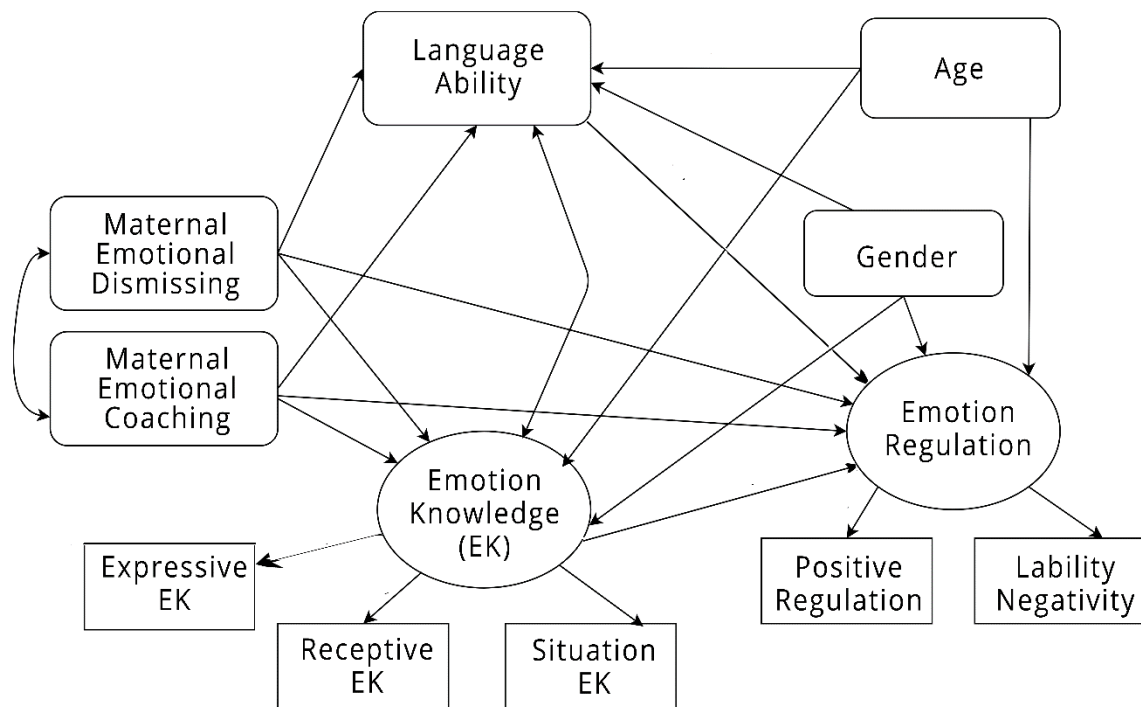 Language
Ability
Age
Maternal
Emotional
Dismissing
Gender
Maternal
Emotional
Coaching
Emotion
Regulation
Emotion
Knowledge
(EK)
Expressive
EK
Positive
Regulation
Lability
Negativity
Receptive
EK
Situation
EK